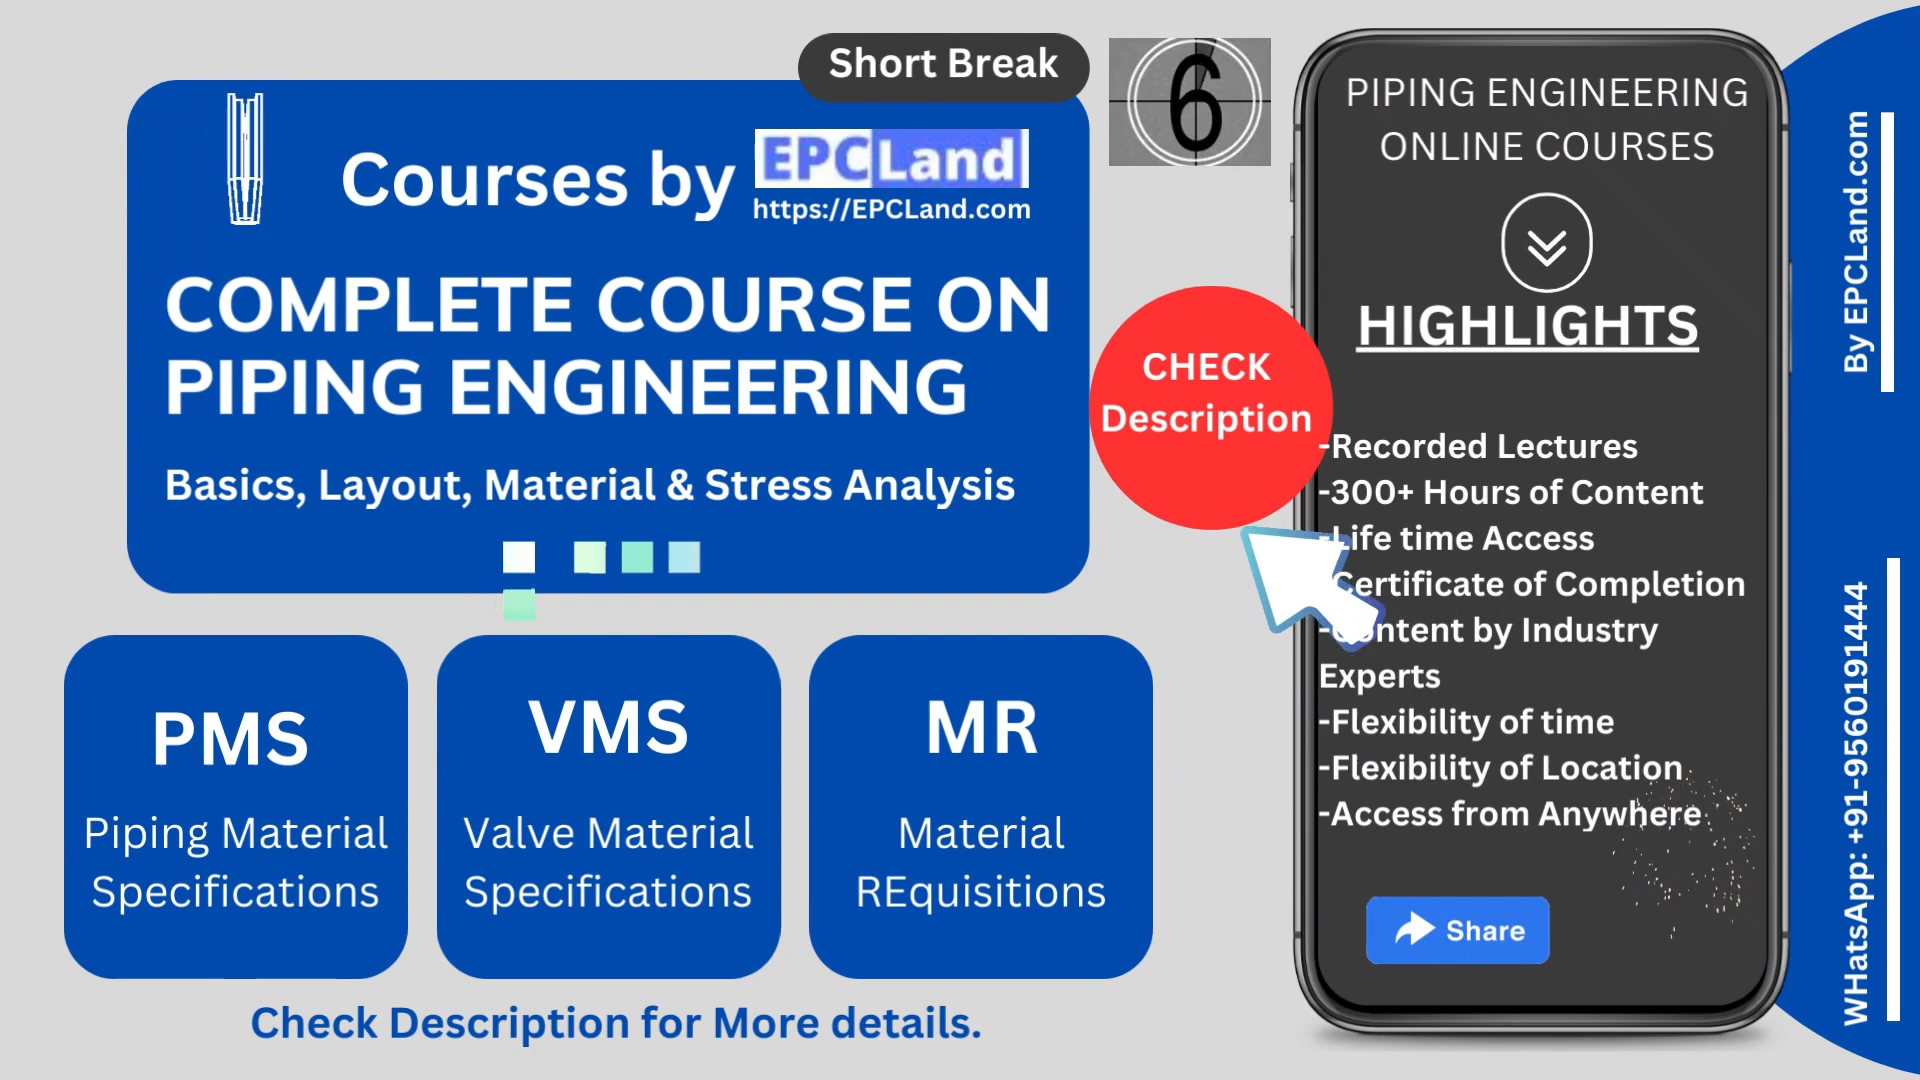 Short Break
6
Courses by
EPCLand
https://EPCLand.com
COMPLETE COURSE ON
PIPING ENGINEERING
Basics, Layout, Material & Stress Analysis
CHECK
Description
PMS
Piping Material
Specifications
VMS
Valve Material
Specifications
MR
Material
REquisitions
Check Description for More details.
PIPING ENGINEERING
ONLINE COURSES
HIGHLIGHTS
-Recorded Lectures
-300+ Hours of Content
-Life time Access
-Certificate of Completion
-Content by Industry
Experts
-Flexibility of time
-Flexibility of Location
-Access from Anywhere
Share
By EPCLand.com
WHatsApp: +91-9560191444